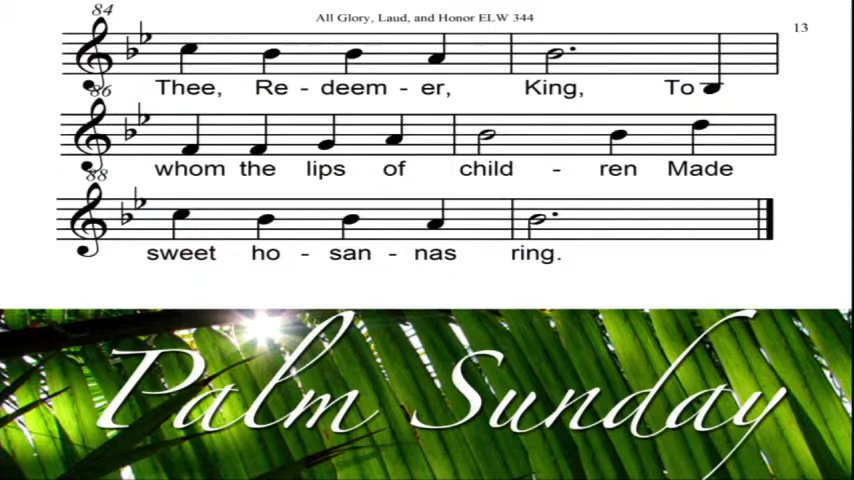 84
All Glory, Laud, and Honor ELW 344
13
Thee, Re - deem - er, King, To
86
whom the lips of child - ren Made
88
sweet ho - san - nas ring.
Palm Sunday